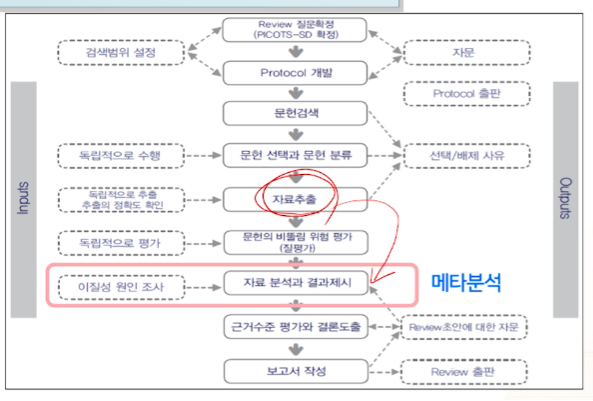 Review 질문확정
(PICOTS-SD 확정)
검색범위 설정
자문
Protocol 개발
Protocol 출판
문헌검색
독립적으로 수행
문헌 선택과 문헌 분류
선택/배제 사유
Inputs
Outputs
독립적으로 추출
추출의 정확도 확인
자료추출
독립적으로 평가
문헌의 비뚤림 위험 평가
(질평가)
이질성 원인 조사
자료 분석과 결과제시
메타분석
근거수준 평가와 결론도출
Review초안에 대한 자문
보고서 작성
Review 출판